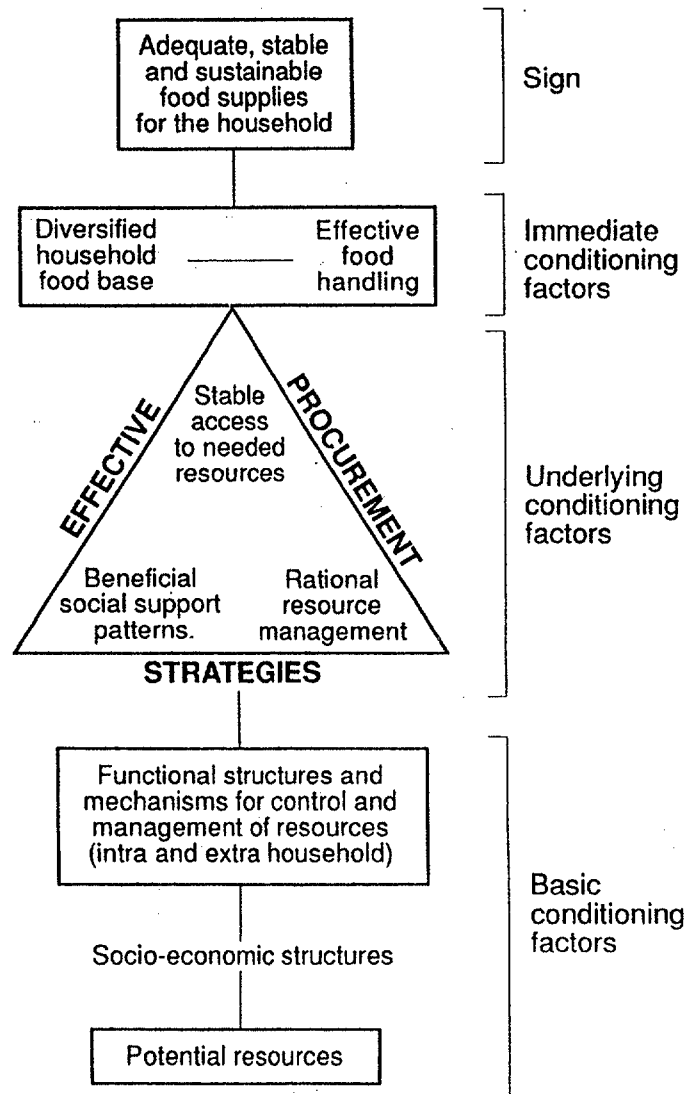 Adequate, stable
and sustainable
food supplies
for the household
Sign
Diversified
household
food base
Effective
food
handling
Immediate
conditioning
factors
EFFECTIVE
PROCUREMENT
Stable
access
to needed
resources
Beneficial
social support
patterns.
Rational
resource
management
STRATEGIES
Underlying
conditioning
factors
Functional structures and
mechanisms for control and
management of resources
(intra and extra household)
Socio-economic structures
Potential resources
Basic
conditioning
factors